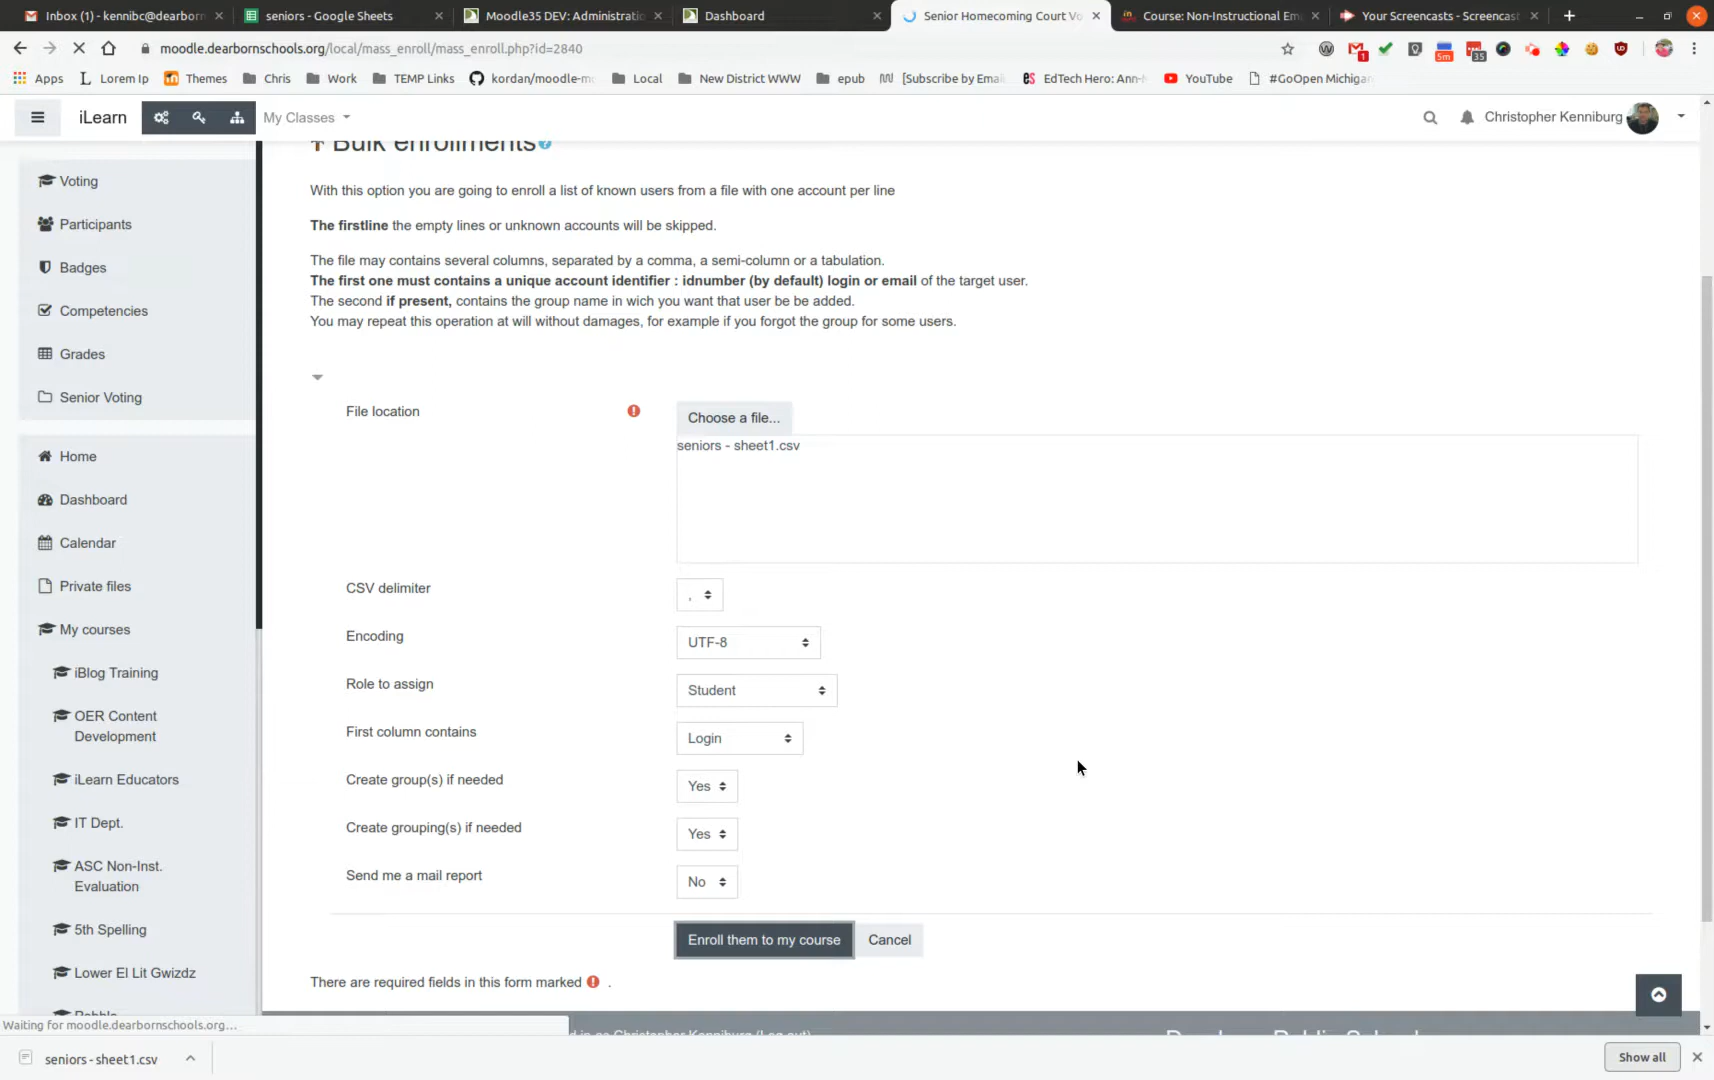 Inbox (1) - kennibc@dearborn
seniors - Google Sheets
Moodle35 DEV: Administratio
Dashboard
Senior Homecoming Court Vo
Course: Non-Instructional Em
Your Screencasts - Screencast
moodle.dearbornschools.org/local/mass_enroll/mass_enroll.php?id=2840
Apps
Lorem Ip
Themes
Chris
Work
TEMP Links
kordan/moodle-m
Local
New District WWW
epub
[Subscribe by Emai
EdTech Hero: Ann-
YouTube
#GoOpen Michiga
iLearn
My Classes
Christopher Kenniburg
Bulk enrollments
With this option you are going to enroll a list of known users from a file with one account per line
The firstline the empty lines or unknown accounts will be skipped.
The file may contains several columns, separated by a comma, a semi-column or a tabulation.
The first one must contains a unique account identifier : idnumber (by default) login or email of the target user.
The second if present, contains the group name in wich you want that user be be added.
You may repeat this operation at will without damages, for example if you forgot the group for some users.
Voting
Participants
Badges
Competencies
Grades
Senior Voting
Home
Dashboard
Calendar
Private files
My courses
iBlog Training
OER Content
Development
iLearn Educators
IT Dept.
ASC Non-Inst.
Evaluation
5th Spelling
Lower El Lit Gwizdz
File location
Choose a file...
seniors - sheet1.csv
CSV delimiter
,
Encoding
UTF-8
Role to assign
Student
First column contains
Login
Create group(s) if needed
Yes
Create grouping(s) if needed
Yes
Send me a mail report
No
Enroll them to my course
Cancel
There are required fields in this form marked .
Waiting for moodle.dearbornschools.org...
seniors - sheet1.csv
Show all